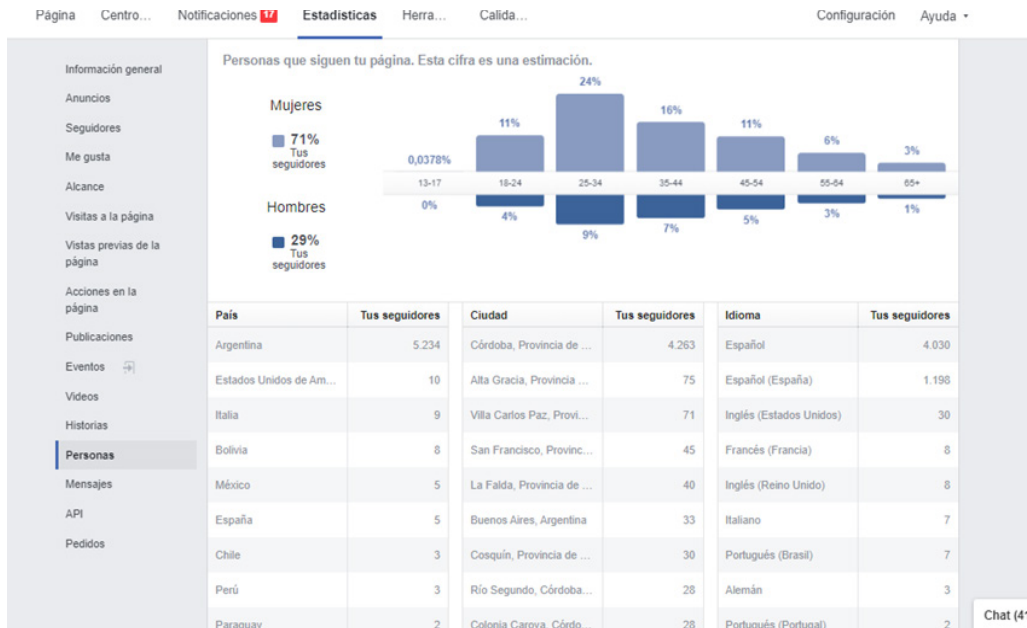 Página Centro... Notificaciones 17 Estadísticas Herra... Calida... Configuración Ayuda
Información general
Anuncios
Seguidores
Me gusta
Alcance
Visitas a la página
Vistas previas de la
página
Acciones en la
página
Publicaciones
Eventos
Videos
Historias
Personas
Mensajes
API
Pedidos
Personas que siguen tu página. Esta cifra es una estimación.
Mujeres
71%
Tus
seguidores
0,0378% 11% 24% 16% 11% 6% 3%
13-17 18-24 25-34 35-44 45-54 55-64 65+
Hombres
29%
Tus
seguidores
0% 4% 9% 7% 5% 3% 1%
País Tus seguidores
Argentina 5.234
Estados Unidos de Am... 10
Italia 9
Bolivia 8
México 5
España 5
Chile 3
Perú 3
Paraguay 2
Ciudad Tus seguidores
Córdoba, Provincia de ... 4.263
Alta Gracia, Provincia ... 75
Villa Carlos Paz, Provi... 71
San Francisco, Provinc... 45
La Falda, Provincia de ... 40
Buenos Aires, Argentina 33
Cosquín, Provincia de ... 30
Río Segundo, Córdoba... 28
Colonia Caroya, Córdo... 28
Idioma Tus seguidores
Español 4.030
Español (España) 1.198
Inglés (Estados Unidos) 30
Francés (Francia) 8
Inglés (Reino Unido) 8
Italiano 7
Portugués (Brasil) 7
Alemán 3
Portugués (Portugal) 2
Chat (41